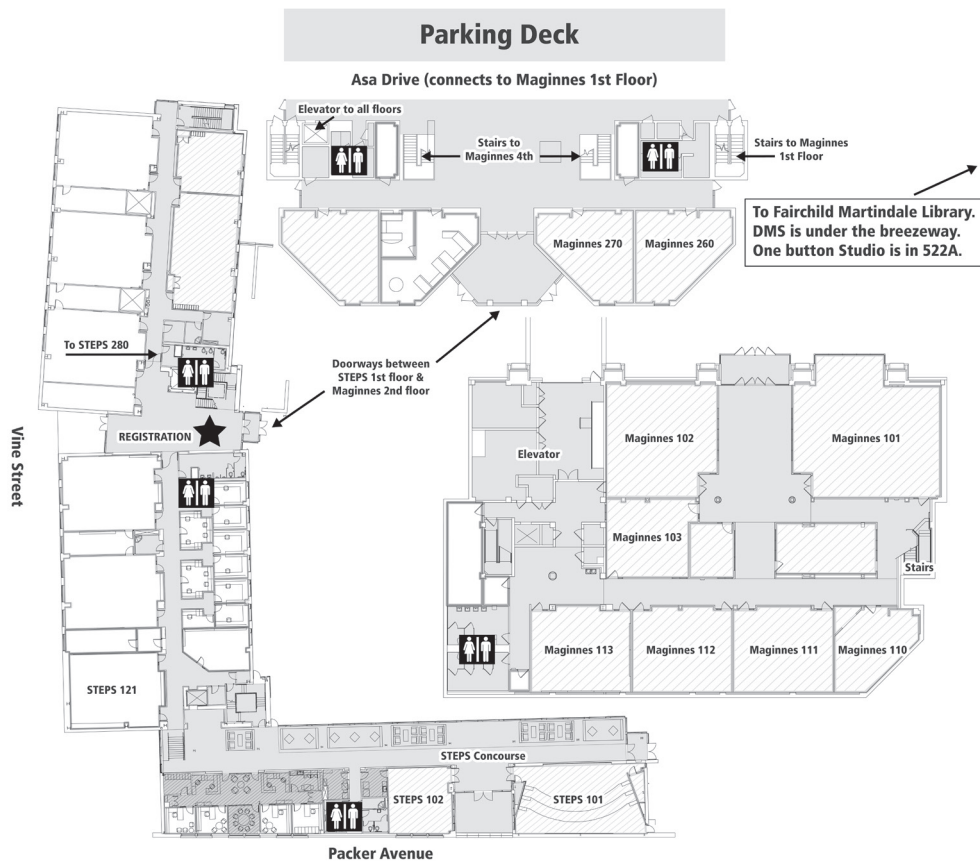 Parking Deck
Asa Drive (connects to Maginnes 1st Floor)
Elevator to all floors
Stairs to
Maginnes 4th
Stairs to Maginnes
1st Floor
To Fairchild Martindale Library.
DMS is under the breezeway.
One button Studio is in 522A.
Maginnes 270
Maginnes 260
To STEPS 280
Doorways between
STEPS 1st floor &
Maginnes 2nd floor
REGISTRATION
Vine Street
Elevator
Maginnes 102
Maginnes 101
Maginnes 103
Stairs
Maginnes 113
Maginnes 112
Maginnes 111
Maginnes 110
STEPS 121
STEPS Concourse
STEPS 102
STEPS 101
Packer Avenue